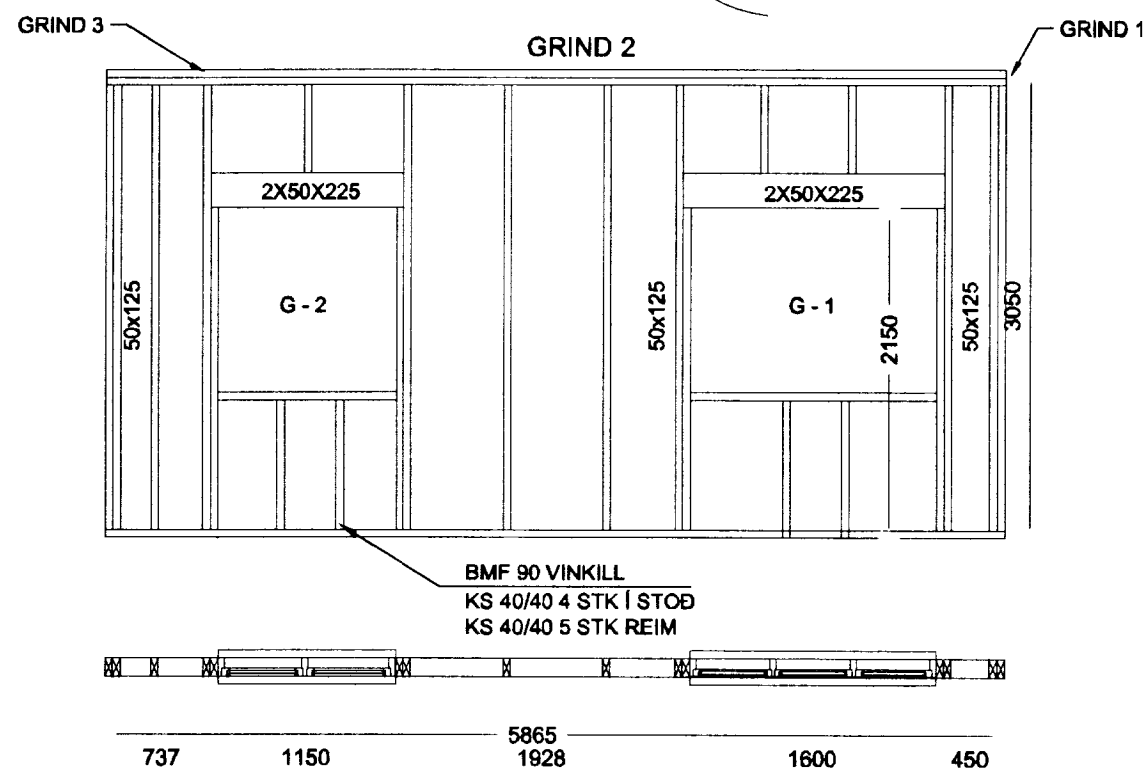 GRIND 3
GRIND 2
GRIND 1
2X50X225
2X50X225
50x125
G - 2
50x125
G - 1
2150
50x125
3050
BMF 90 VINKILL
KS 40/40 4 STK Í STOÐ
KS 40/40 5 STK REIM
5865
737 1150 1928 1600 450